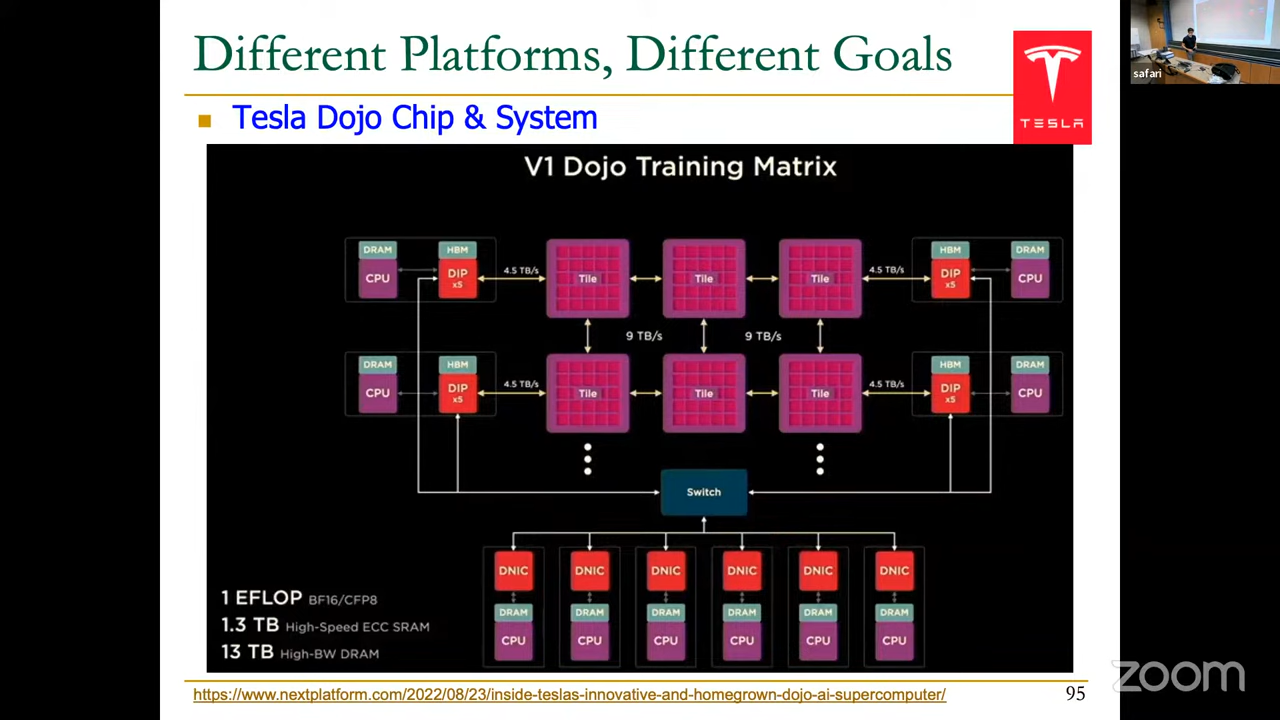 Different Platforms, Different Goals
TESLA
safari
Tesla Dojo Chip & System
V1 Dojo Training Matrix
DRAM
CPU
HBM
DIP
x5
4.5 TB/s
Tile
Tile
Tile
4.5 TB/s
HBM
DIP
x5
DRAM
CPU
9 TB/s
9 TB/s
DRAM
CPU
HBM
DIP
x5
4.5 TB/s
Tile
Tile
Tile
4.5 TB/s
HBM
DIP
x5
DRAM
CPU
Switch
DNIC DNIC DNIC DNIC DNIC DNIC
DRAM DRAM DRAM DRAM DRAM DRAM
CPU CPU CPU CPU CPU CPU
1 EFLOP BF16/CFP8
1.3 TB High-Speed ECC SRAM
13 TB High-BW DRAM
https://www.nextplatform.com/2022/08/23/inside-teslas-innovative-and-homegrown-dojo-ai-supercomputer/
95
zoom